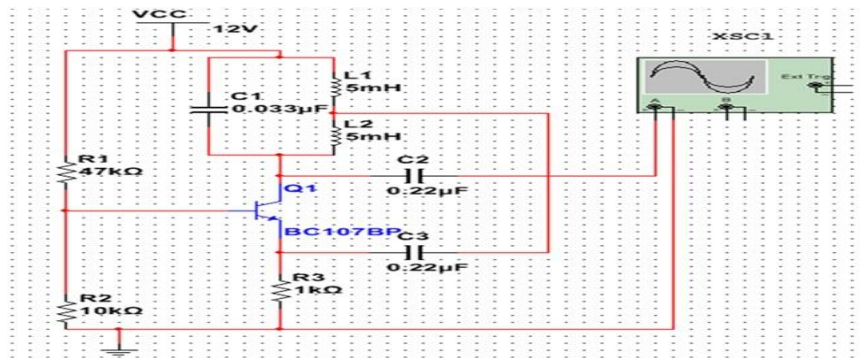 VCC
12V
XSC1
Ext Trig
A
B
L1
5mH
C1
0.033µF
L2
5mH
R1
47kΩ
C2
0.22µF
Q1
BC107BP
C3
0.22µF
R3
1kΩ
R2
10kΩ